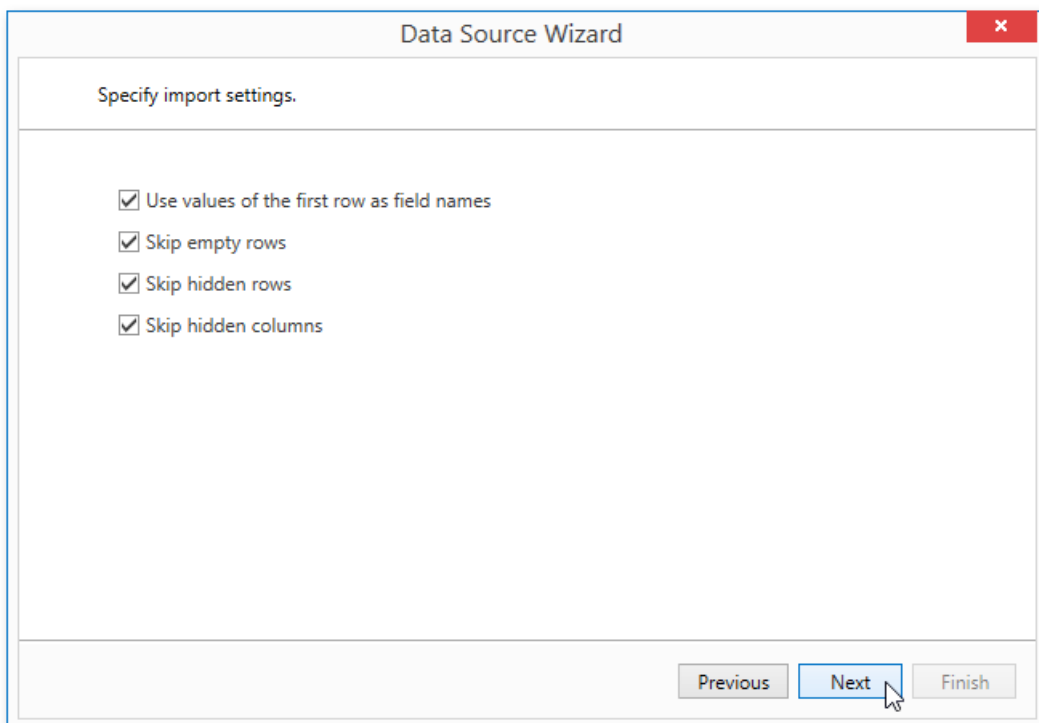 Data Source Wizard
Specify import settings.
Use values of the first row as field names
Skip empty rows
Skip hidden rows
Skip hidden columns
Previous Next Finish